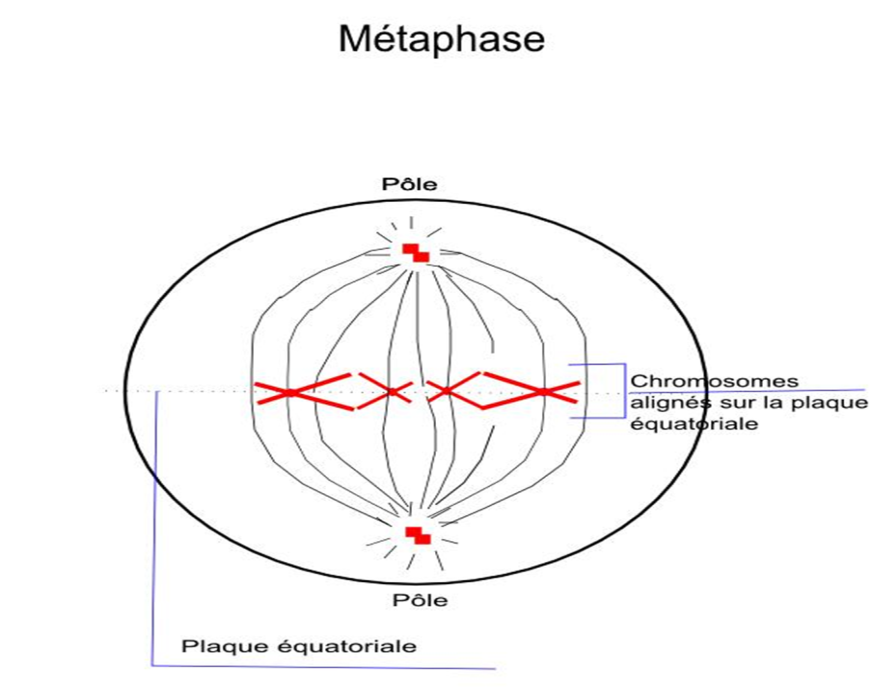 Métaphase
Pôle
Chromosomes
alignés sur la plaque
équatoriale
Pôle
Plaque équatoriale